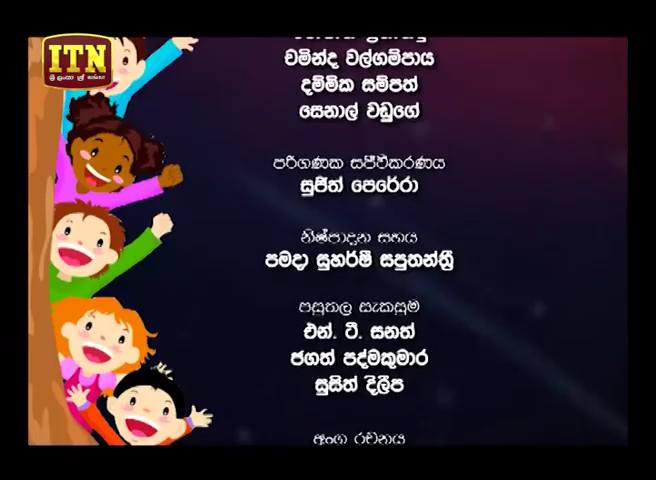 ITN
ශ්‍රී ලංකා
චමින්ද වල්ගම්පාය
දම්මික සම්පත්
සෙනාල් වඩුගේ
පරිගණක සජීවිකරණය
සුජිත් පෙරේරා
නිෂ්පාදන සහය
පමදා සුහර්ෂී සපුතන්ත්‍රී
පසුතල සැකසුම්
එන්. ටී. සනත්
ජගත් පද්මකුමාර
සුසිත් දිලීප
අංග රචනය